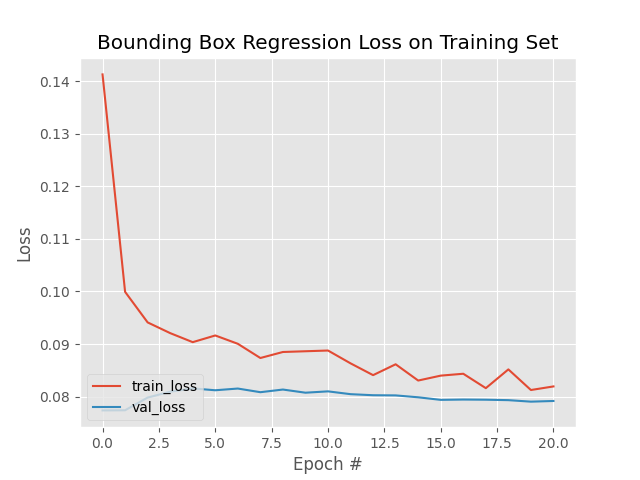 Bounding Box Regression Loss on Training Set
0.14
0.13
0.12
0.11
0.10
0.09
0.08
Loss
train_loss
val_loss
0.0 2.5 5.0 7.5 10.0 12.5 15.0 17.5 20.0
Epoch #